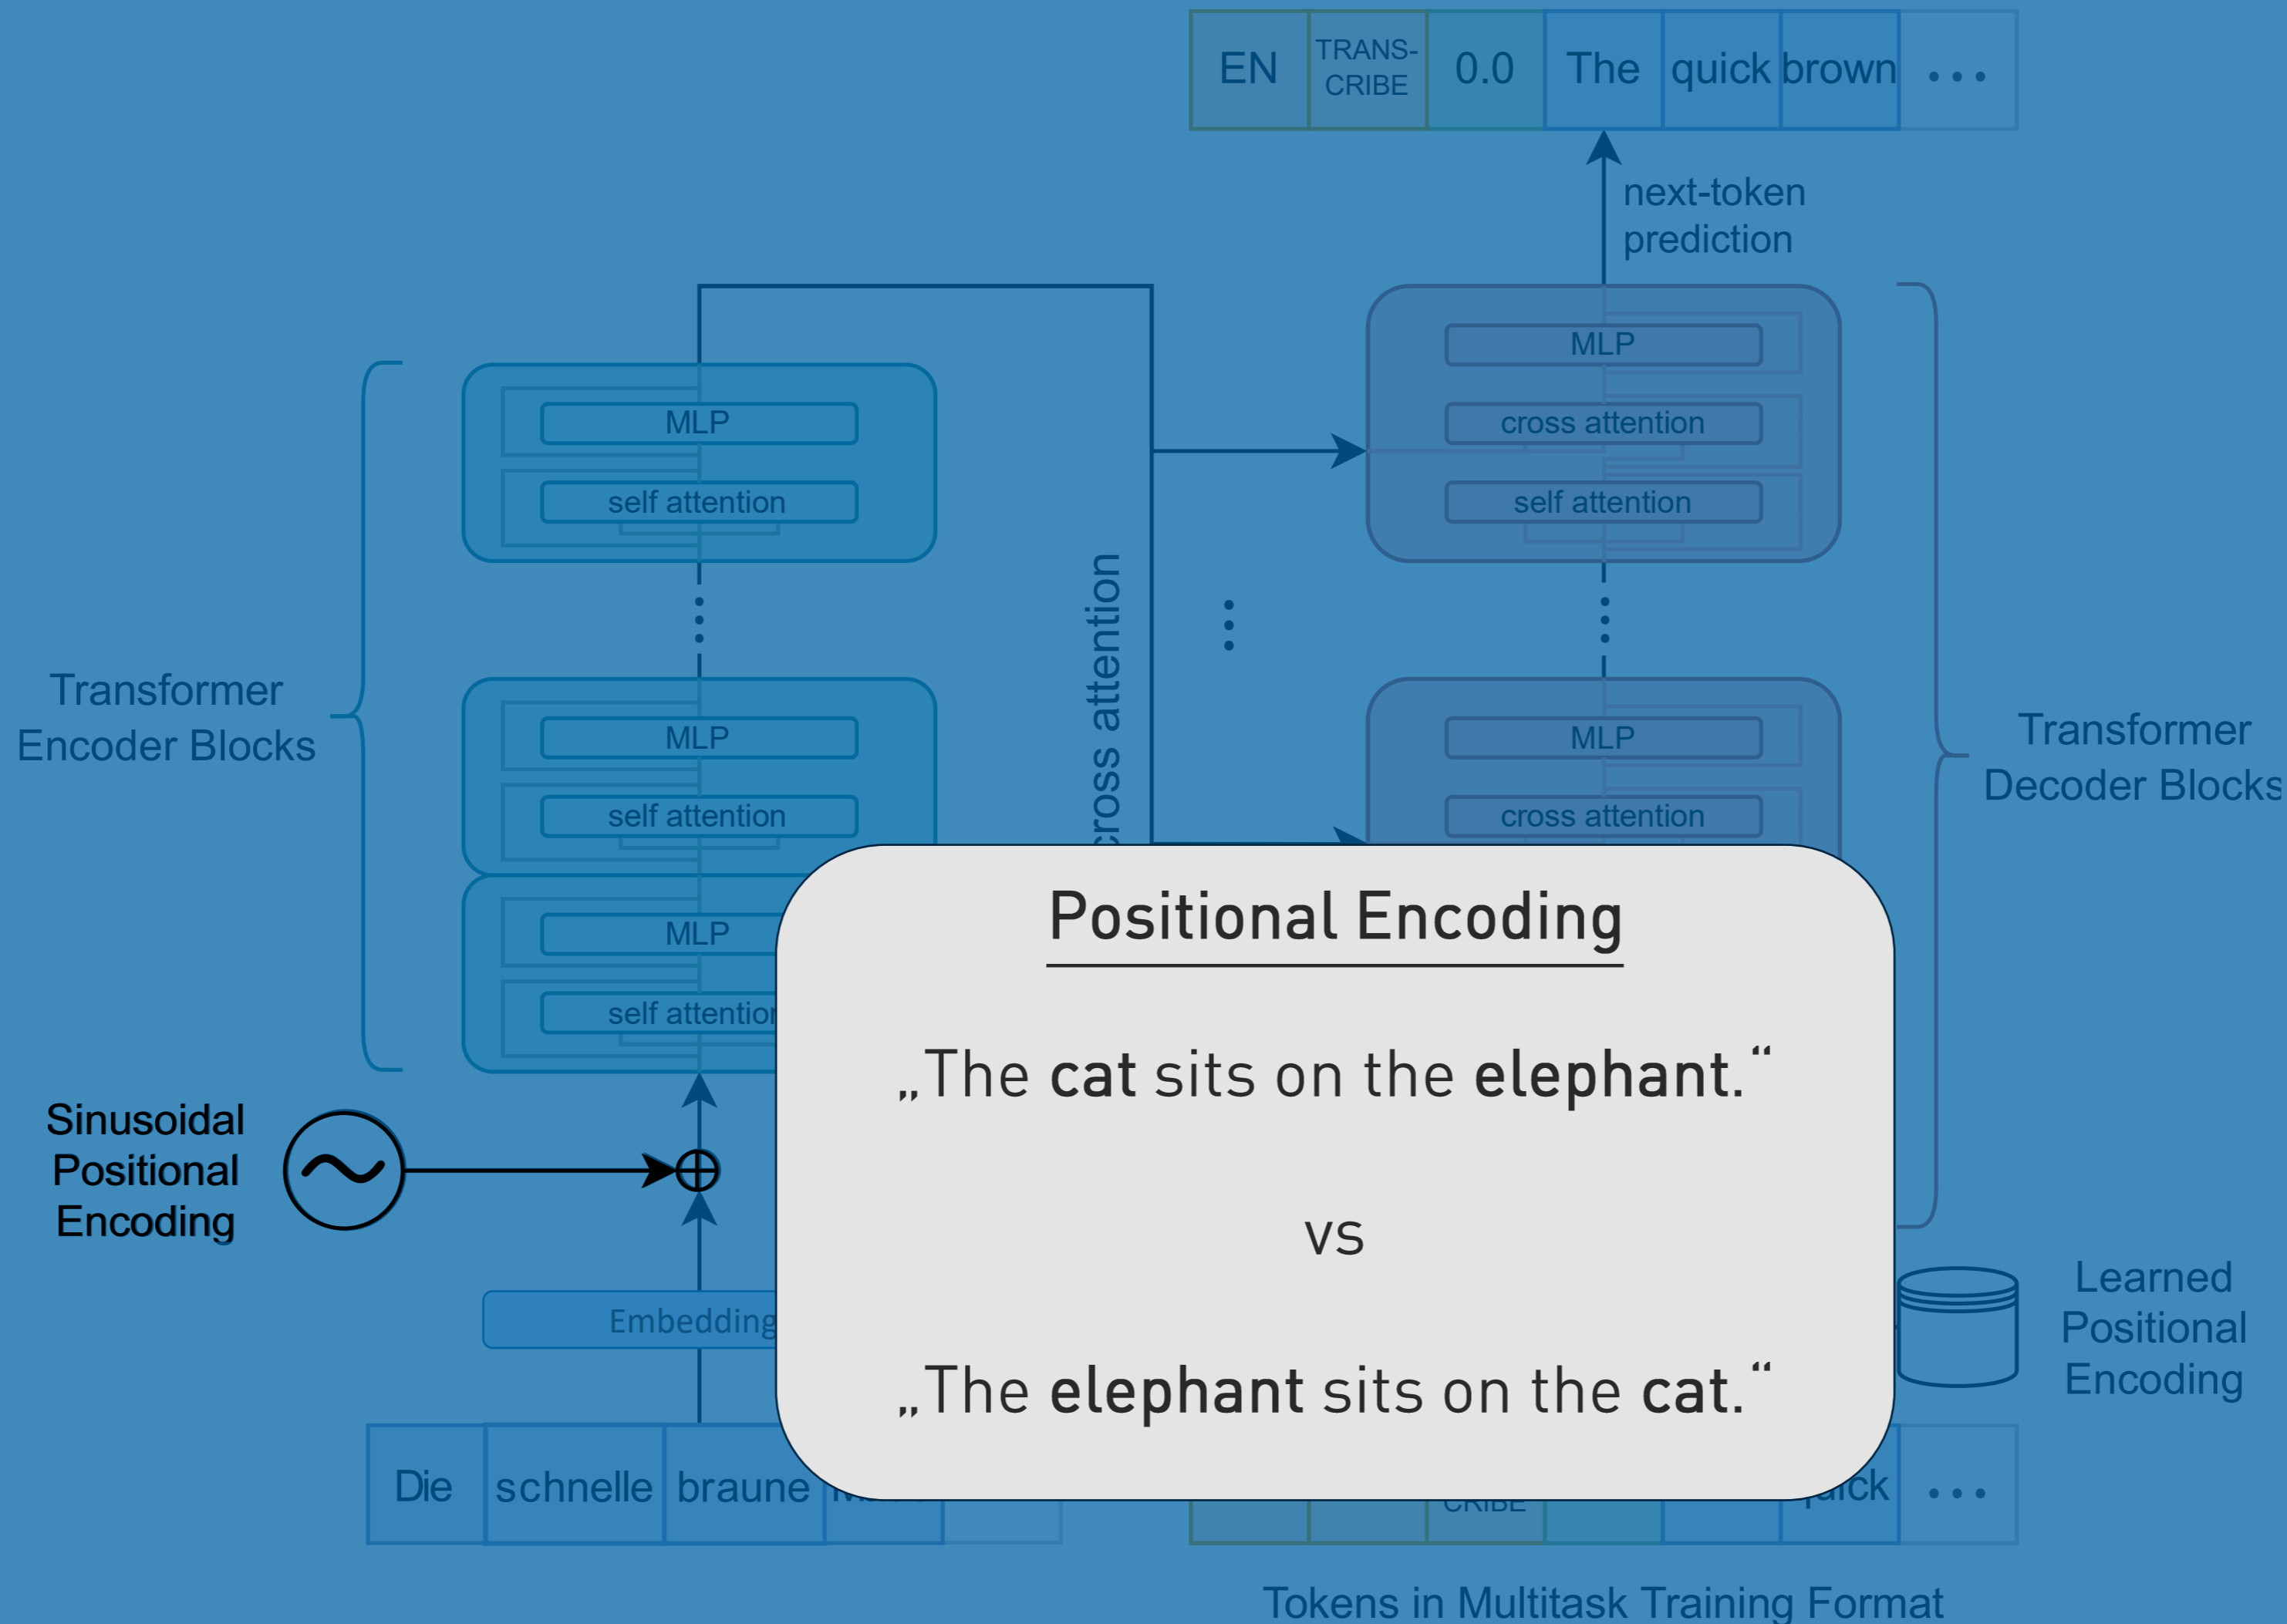 EN
TRANS-
CRIBE
0.0
The
quick
brown
...
next-token
prediction
MLP
cross attention
self attention
MLP
self attention
cross attention
Transformer
Encoder Blocks
MLP
self attention
MLP
cross attention
Transformer
Decoder Blocks
MLP
self attention
Positional Encoding
„The cat sits on the elephant.“
vs
„The elephant sits on the cat.“
Sinusoidal
Positional
Encoding
Embedding
Learned
Positional
Encoding
Die
schnelle
braune
CRIBE
...
Tokens in Multitask Training Format